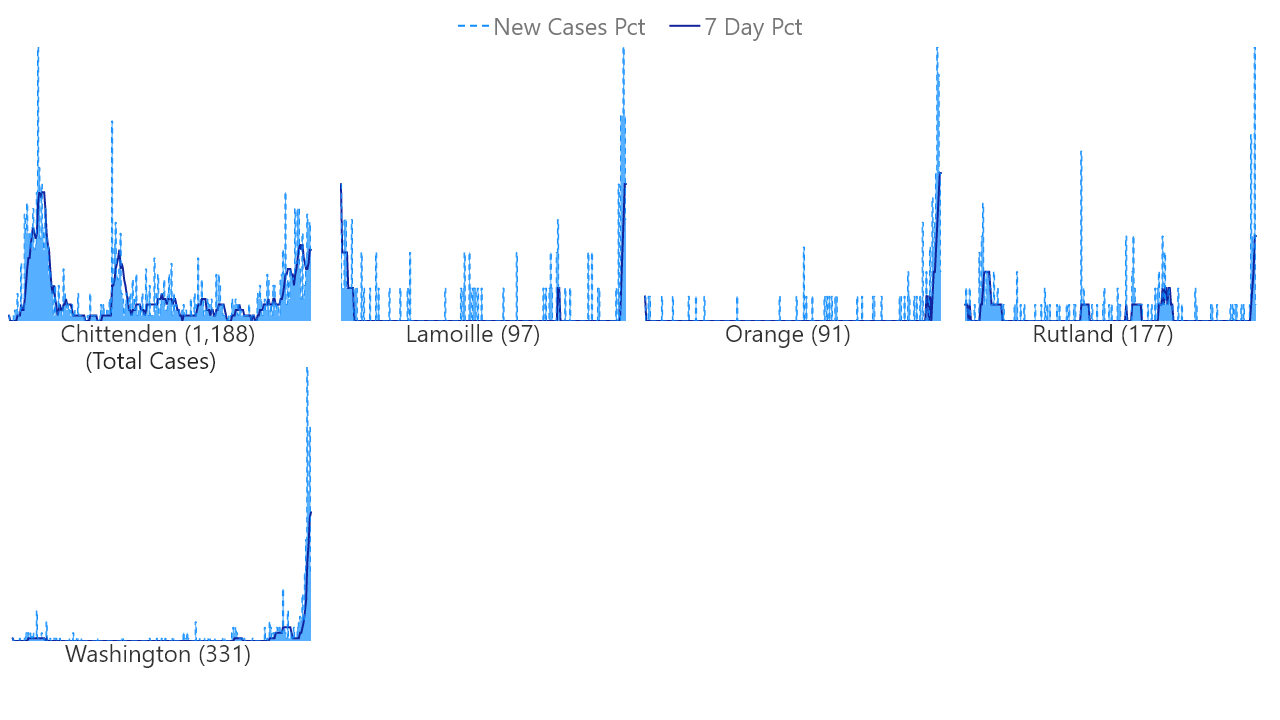 New Cases Pct 7 Day Pct
Chittenden (1,188)
(Total Cases)
Lamoille (97)
Orange (91)
Rutland (177)
Washington (331)